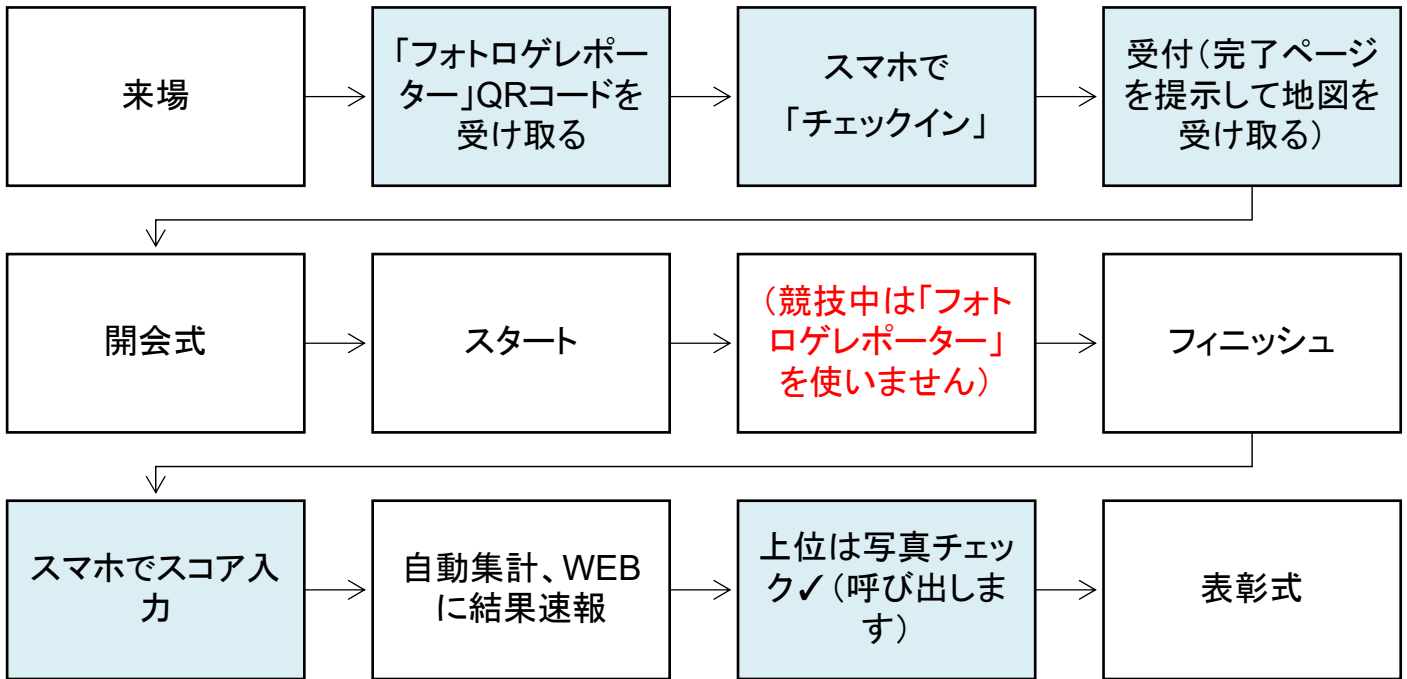 来場
「フォトロゲレポー
ター」QRコードを
受け取る
スマホで
「チェックイン」
受付（完了ページ
を提示して地図を
受け取る）
開会式
スタート
（競技中は「フォト
ロゲレポーター」
を使いません）
フィニッシュ
スマホでスコア入
力
自動集計、WEB
に結果速報
上位は写真チェッ
ク✓（呼び出しま
す）
表彰式